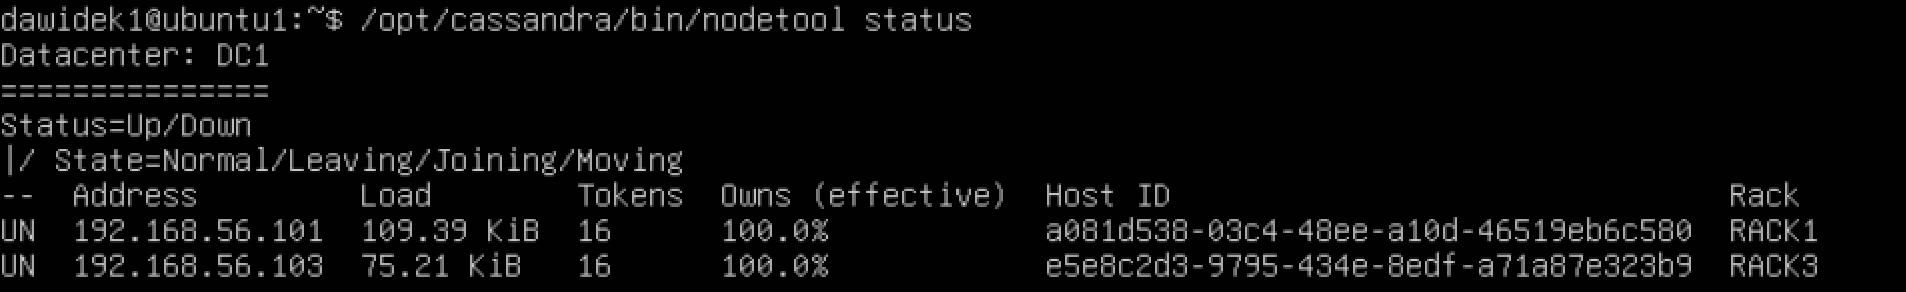 dawidek1@ubuntu1:~$ /opt/cassandra/bin/nodetool status
Datacenter: DC1
===============
Status=Up/Down
|/ State=Normal/Leaving/Joining/Moving
--  Address         Load        Tokens  Owns (effective)  Host ID                               Rack
UN  192.168.56.101  109.39 KiB  16      100.0%            a081d538-03c4-48ee-a10d-46519eb6c580  RACK1
UN  192.168.56.103  75.21 KiB   16      100.0%            e5e8c2d3-9795-434e-8edf-a71a87e323b9  RACK3